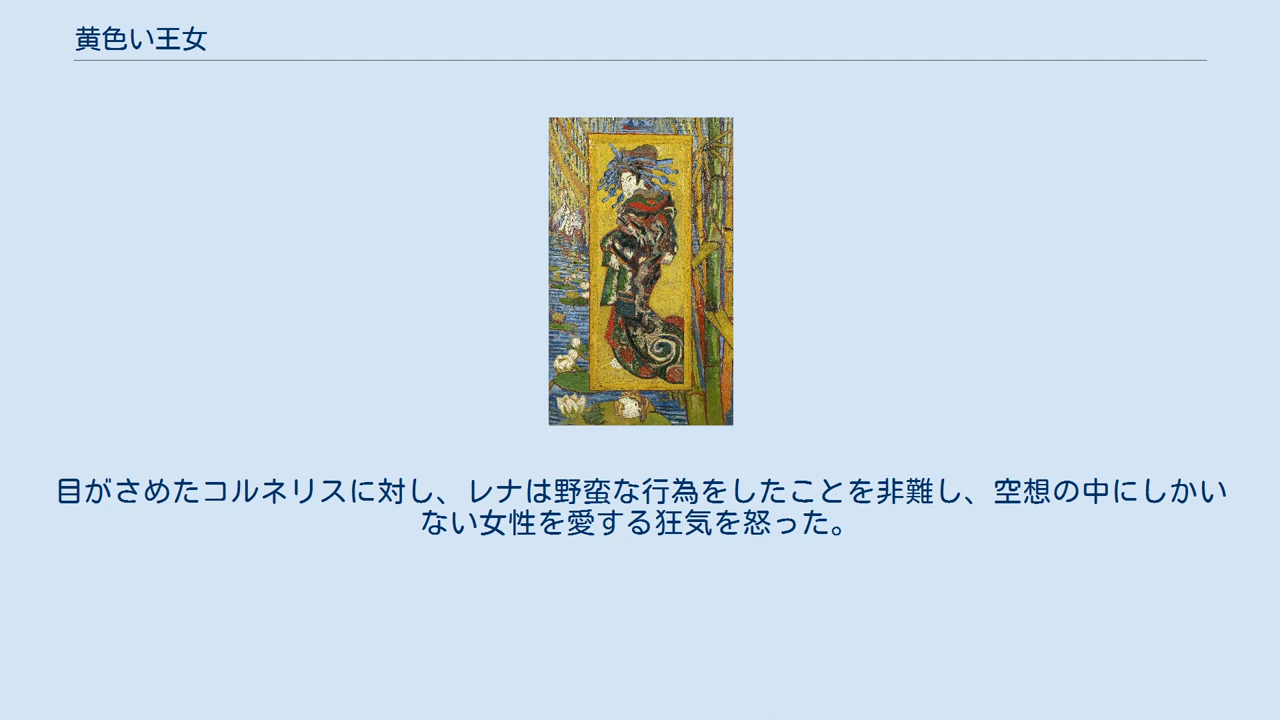 黄色い王女
目がさめたコルネリスに対し、レナは野蛮な行為をしたことを非難し、空想の中にしかい
ない女性を愛する狂気を怒った。